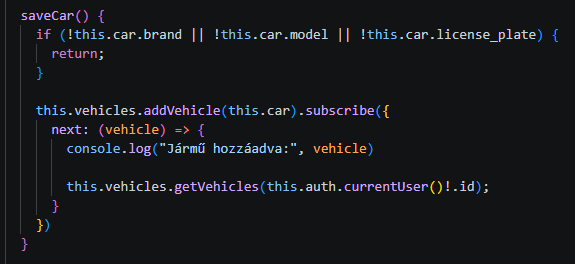 saveCar() {
if (!this.car.brand || !this.car.model || !this.car.license_plate) {
return;
}
this.vehicles.addVehicle(this.car).subscribe({
next: (vehicle) => {
console.log("Jármű hozzáadva:", vehicle)
this.vehicles.getVehicles(this.auth.currentUser()!.id);
}
})
}